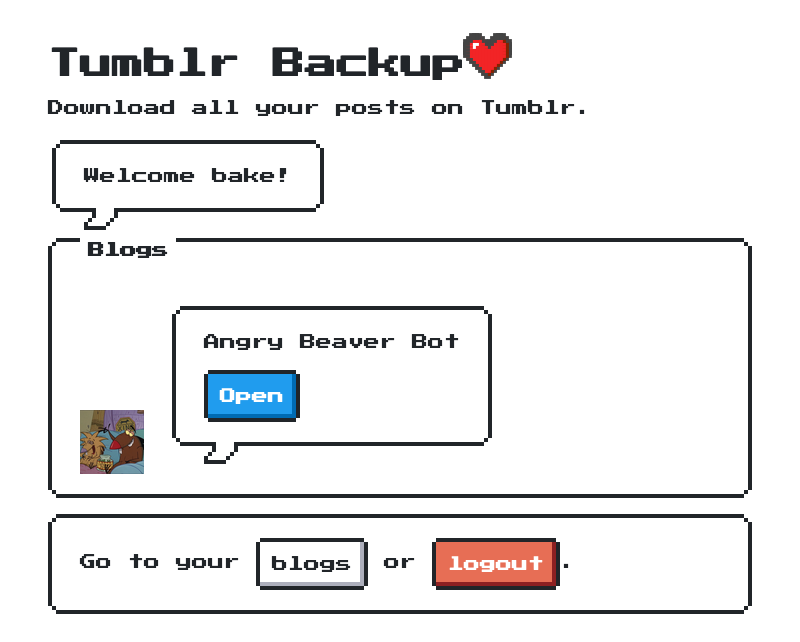 Tumblr Backup
Download all your posts on Tumblr.
Welcome bake!
Blogs
Angry Beaver Bot
Open
Go to your blogs or logout.